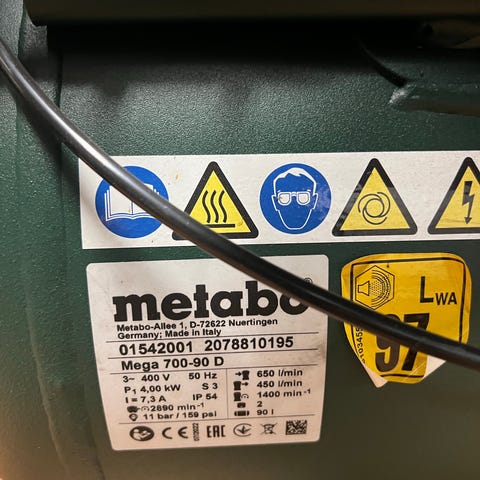 metabo
Metabo-Allee 1, D-72622 Nuertingen
Germany; Made in Italy
01542001 2078810195
Mega 700-90 D
3~ 400 V 50 Hz 650 l/min
P₁ 4,00 kW S 3 450 l/min
I = 7,3 A IP 54 1400 min⁻¹
2890 min⁻¹ 2
11 bar / 159 psi 90 l
CE EAC
LWA
97